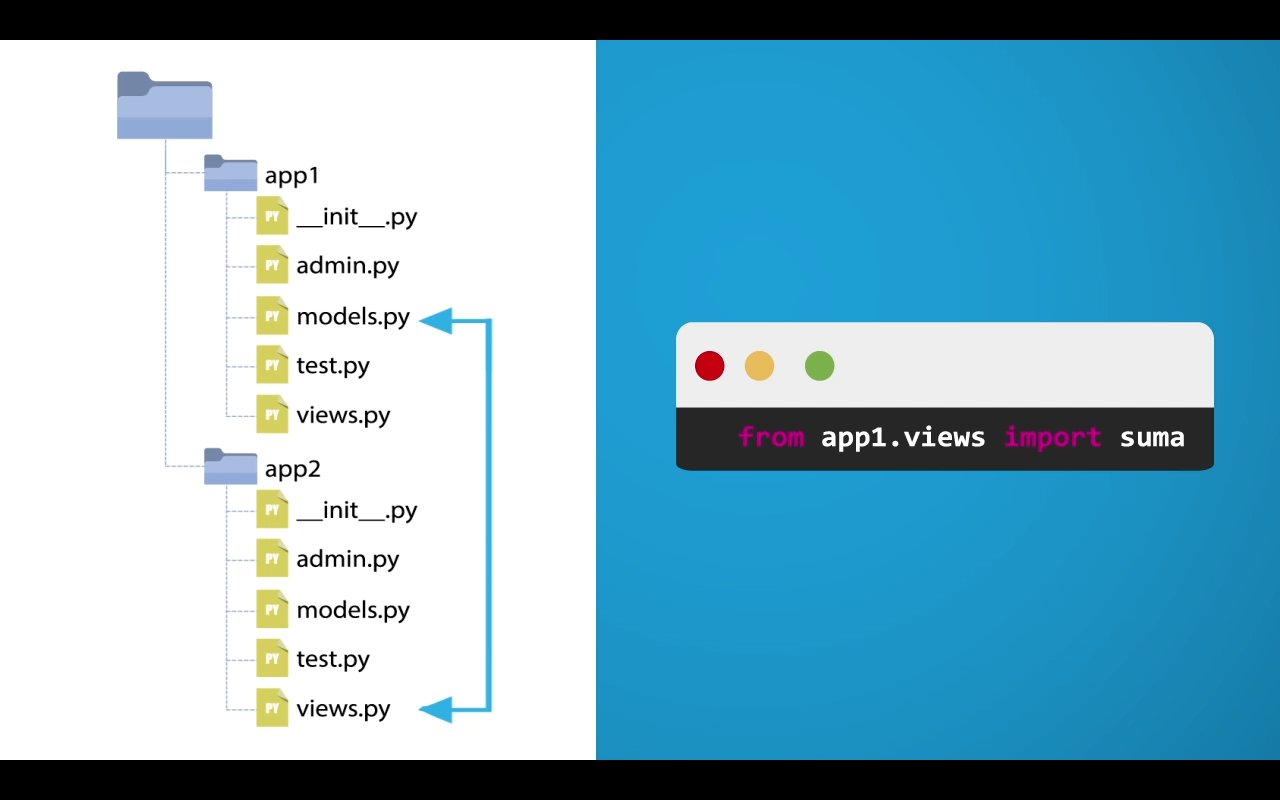 app1
PY __init__.py
PY admin.py
PY models.py
PY test.py
PY views.py
app2
PY __init__.py
PY admin.py
PY models.py
PY test.py
PY views.py
from app1.views import suma